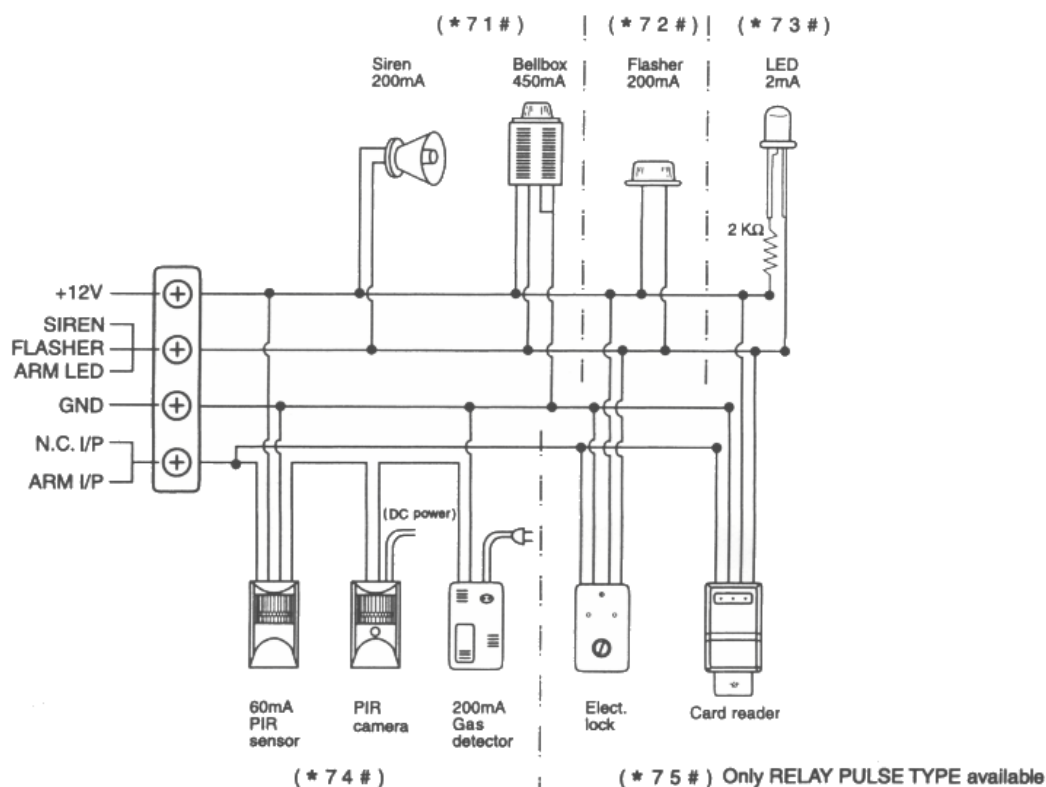 ( * 7 1 # )
( * 7 2 # )
( * 7 3 # )
Siren
200mA
Bellbox
450mA
Flasher
200mA
LED
2mA
2 KΩ
+12V
SIREN
FLASHER
ARM LED
GND
N.C. I/P
ARM I/P
(DC power)
60mA
PIR
sensor
PIR
camera
200mA
Gas
detector
Elect.
lock
Card reader
( * 7 4 # )
( * 7 5 # ) Only RELAY PULSE TYPE available